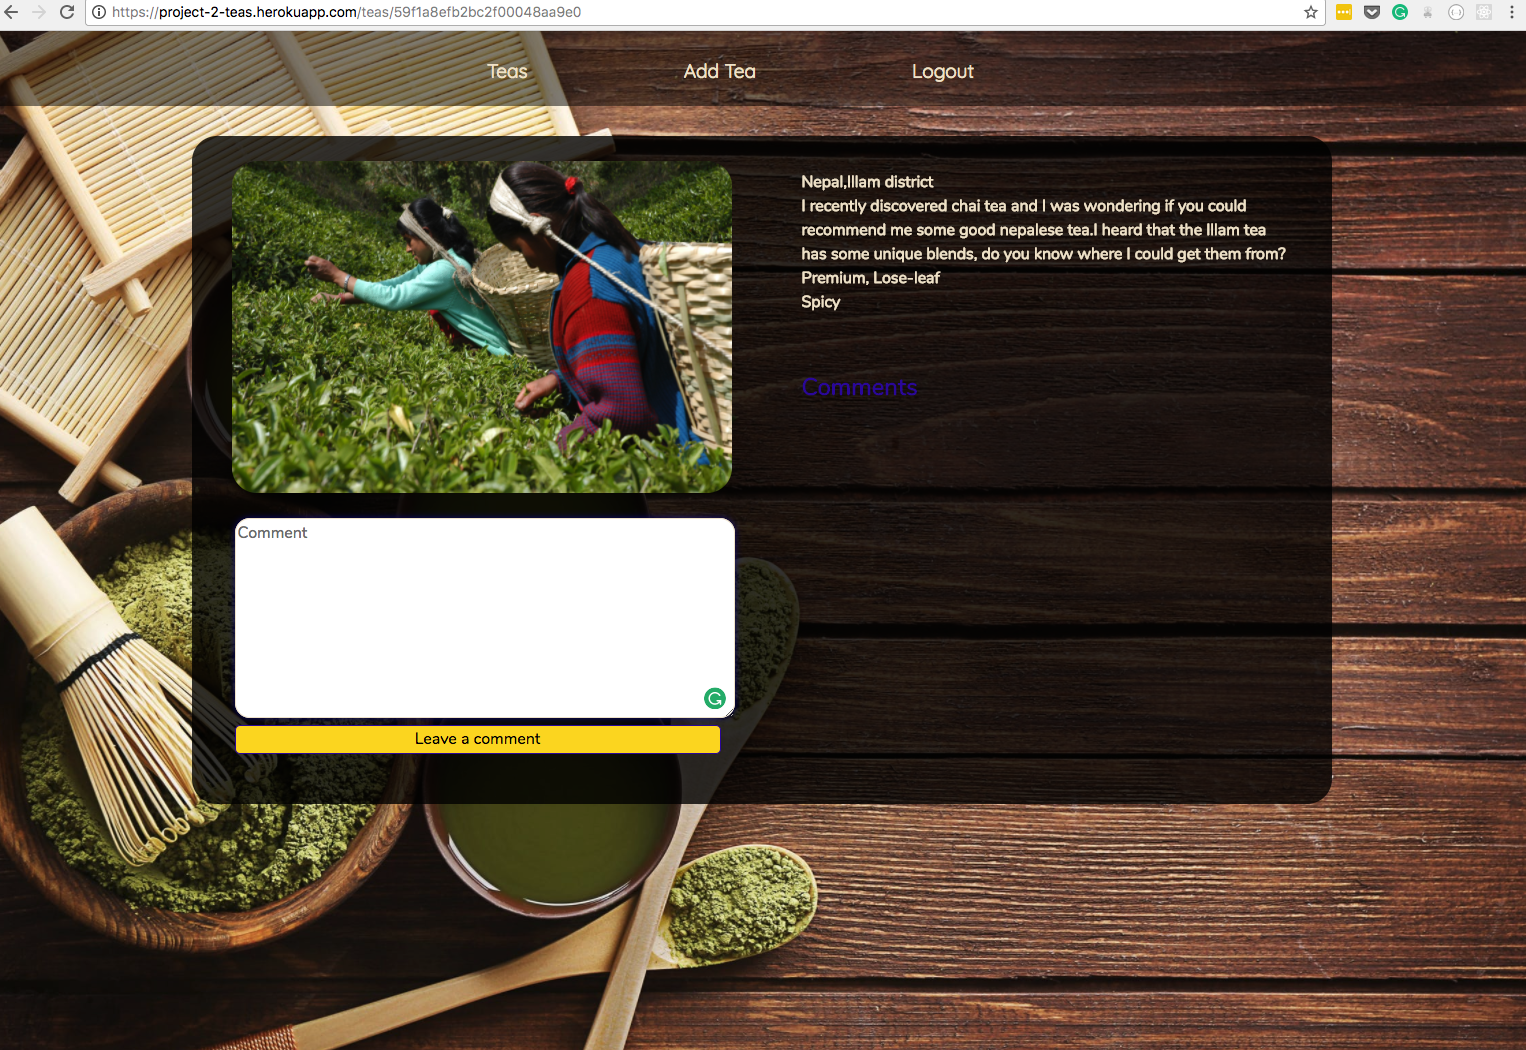 https://project-2-teas.herokuapp.com/teas/59f1a8efb2bc2f00048aa9e0
Teas
Add Tea
Logout
Nepal,Illam district
I recently discovered chai tea and I was wondering if you could
recommend me some good nepalese tea.I heard that the Illam tea
has some unique blends, do you know where I could get them from?
Premium, Lose-leaf
Spicy
Comments
Comment
Leave a comment